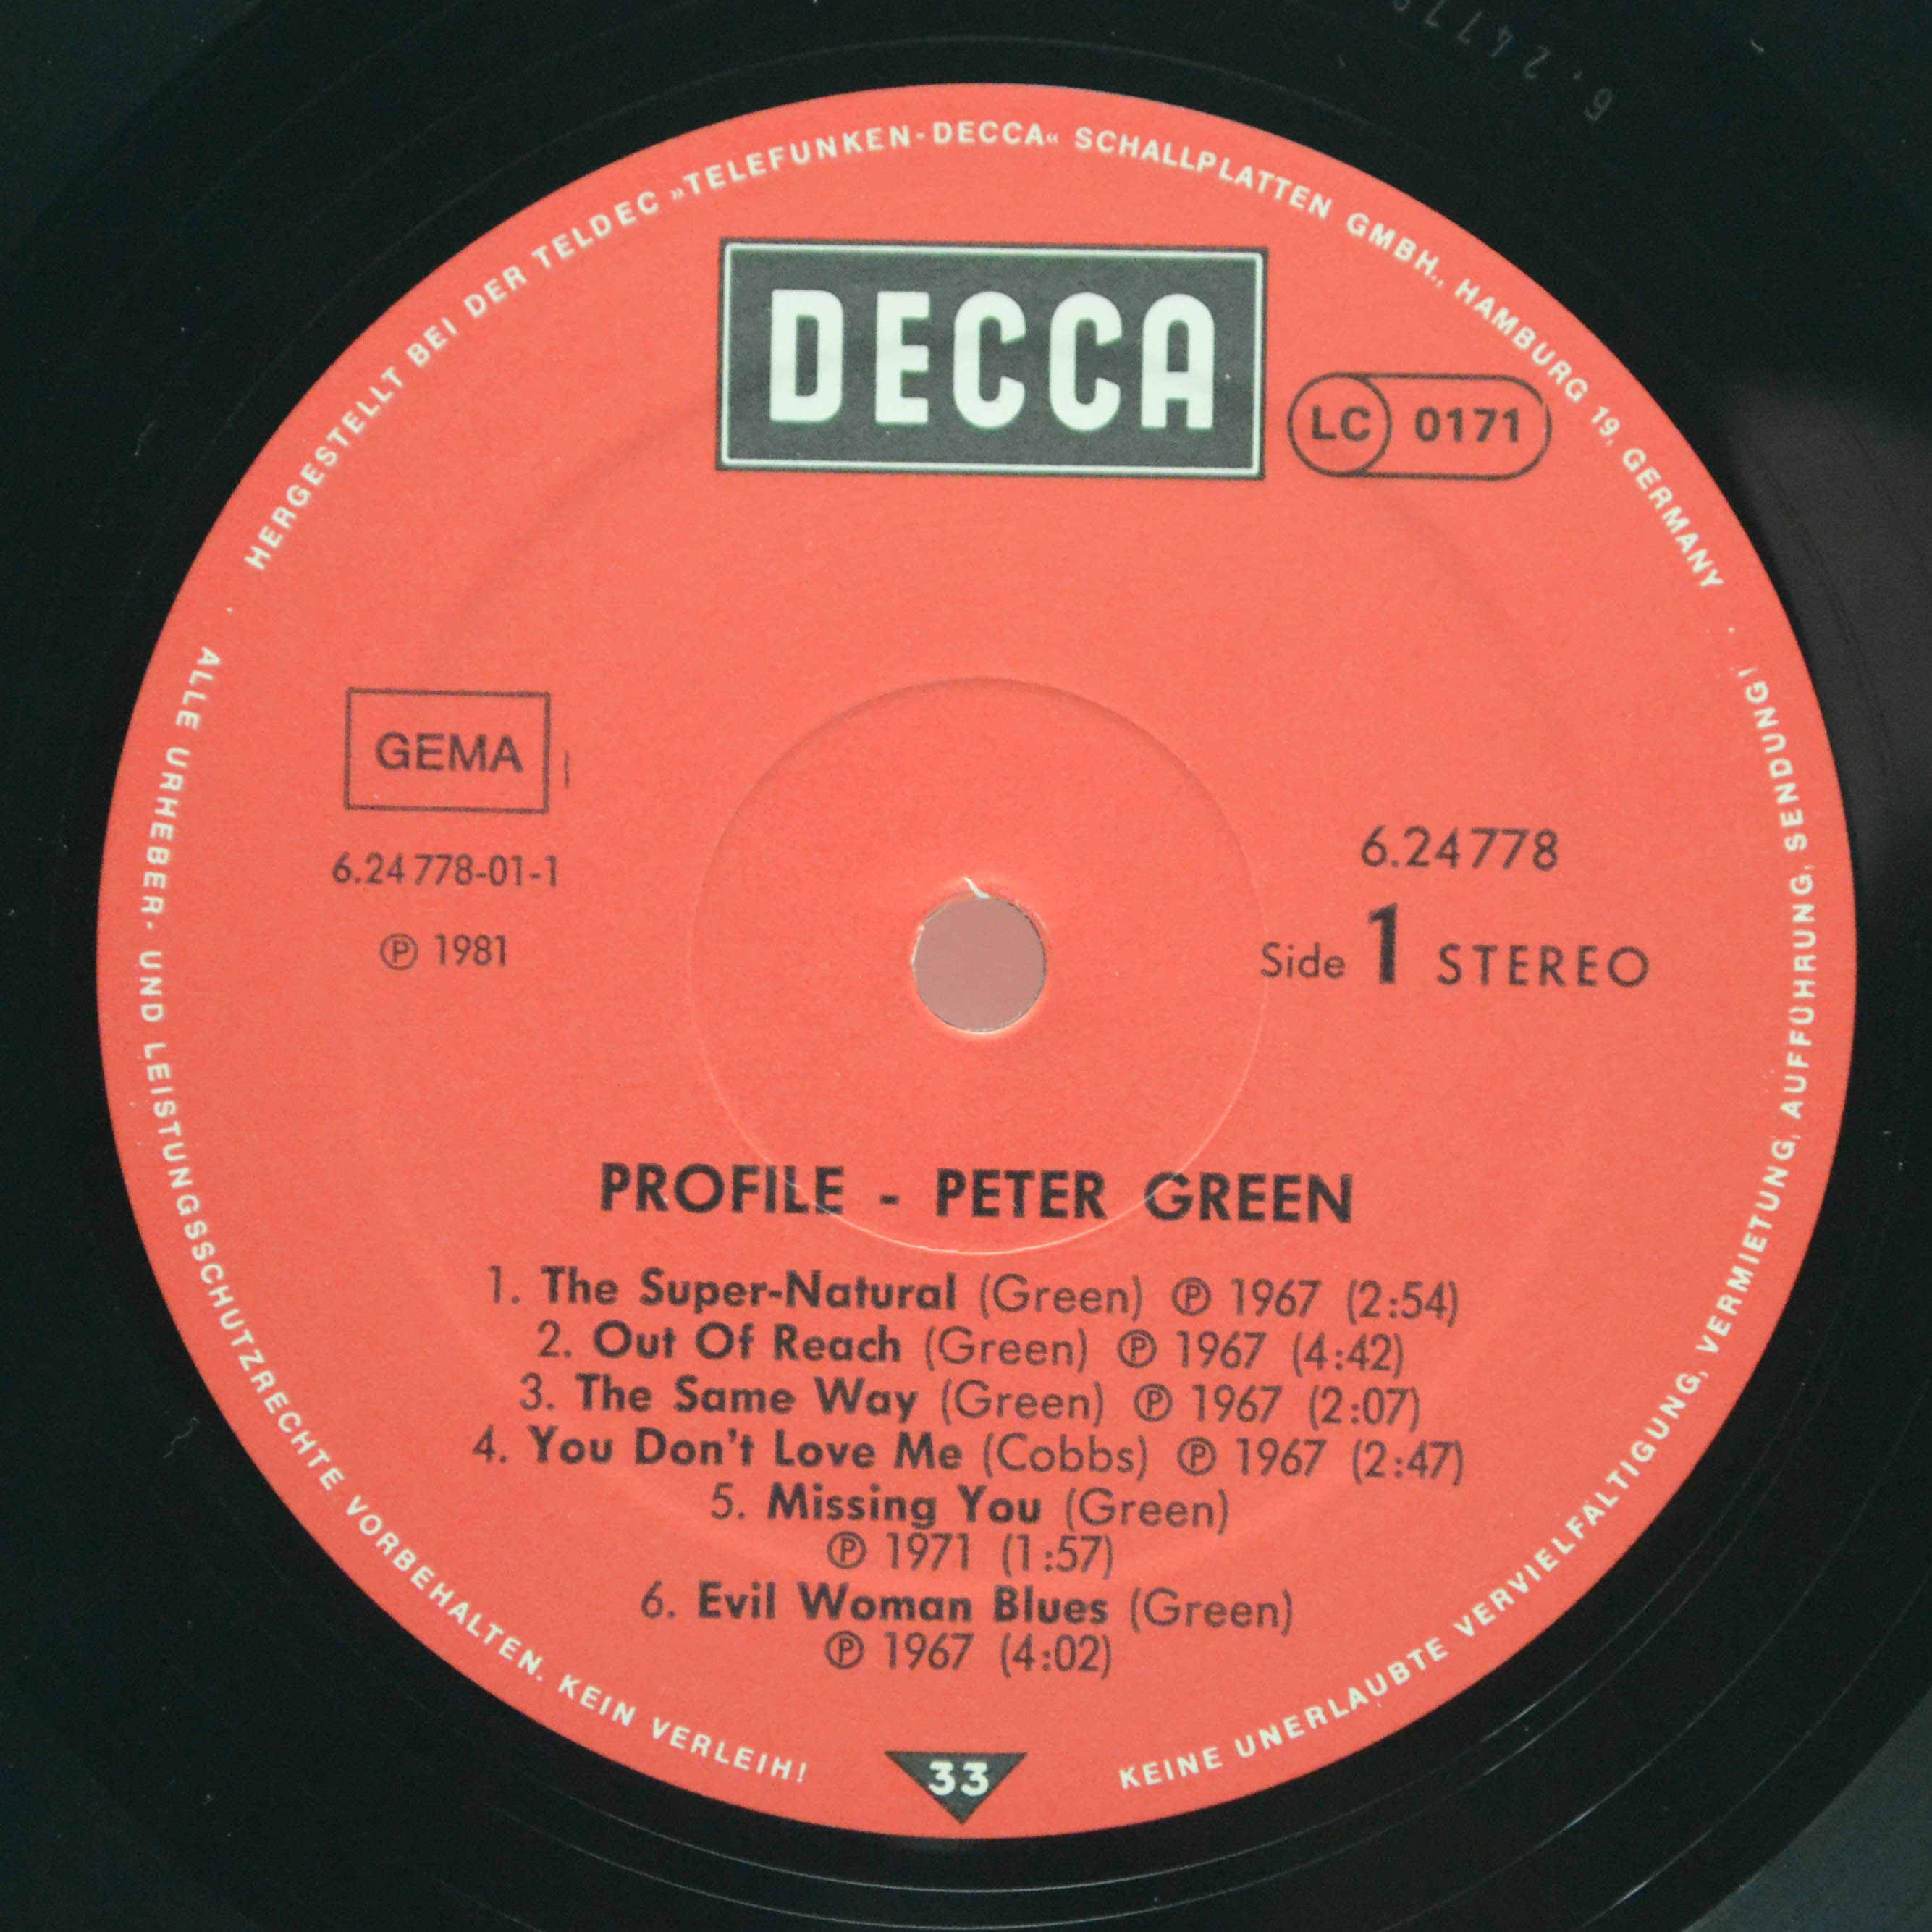 6.2477
HERGESTELLT BEI DER TELDEC »TELEFUNKEN-DECCA« SCHALLPLATTEN GMBH., HAMBURG 19, GERMANY
DECCA
LC 0171
GEMA
6.24 778-01-1
℗ 1981
6.24778
Side 1 STEREO
PROFILE - PETER GREEN
1. The Super-Natural (Green) ℗ 1967 (2:54)
2. Out Of Reach (Green) ℗ 1967 (4:42)
3. The Same Way (Green) ℗ 1967 (2:07)
4. You Don't Love Me (Cobbs) ℗ 1967 (2:47)
5. Missing You (Green)
℗ 1971 (1:57)
6. Evil Woman Blues (Green)
℗ 1967 (4:02)
33
ALLE URHEBER- UND LEISTUNGSSCHUTZRECHTE VORBEHALTEN. KEIN VERLEIH!
KEINE UNERLAUBTE VERVIELFÄLTIGUNG, VERMIETUNG, AUFFÜHRUNG, SENDUNG!